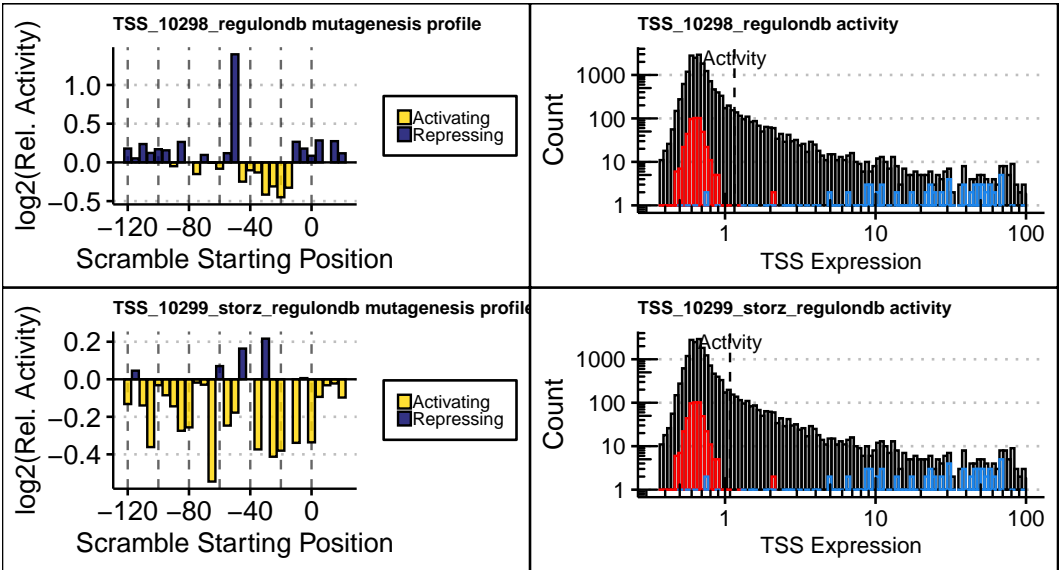 TSS_10298_regulondb mutagenesis profile
log2(Rel. Activity)
1.0
0.5
0.0
−0.5
−120 −80 −40 0
Scramble Starting Position
Activating
Repressing
TSS_10298_regulondb activity
Activity
Count
1000
100
10
1
1 10 100
TSS Expression
TSS_10299_storz_regulondb mutagenesis profile
log2(Rel. Activity)
0.2
0.0
−0.2
−0.4
−120 −80 −40 0
Scramble Starting Position
Activating
Repressing
TSS_10299_storz_regulondb activity
Activity
Count
1000
100
10
1
1 10 100
TSS Expression